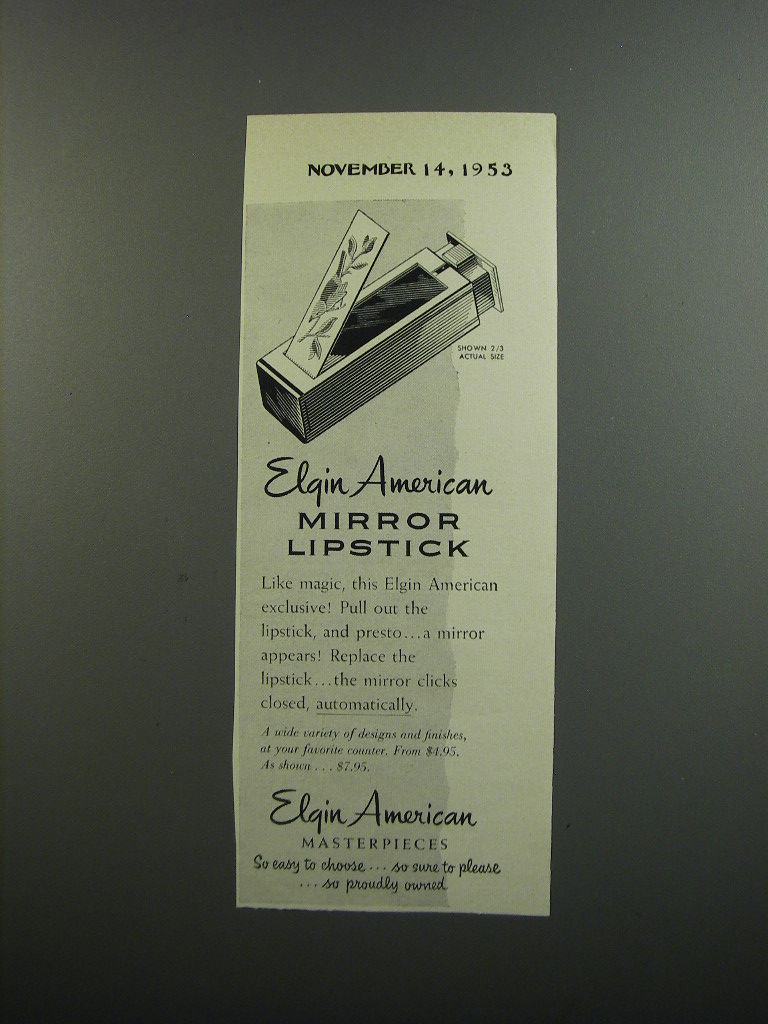 NOVEMBER 14, 1953
SHOWN 2/3
ACTUAL SIZE
Elgin American
MIRROR
LIPSTICK
Like magic, this Elgin American
exclusive! Pull out the
lipstick, and presto...a mirror
appears! Replace the
lipstick...the mirror clicks
closed, automatically.
A wide variety of designs and finishes,
at your favorite counter. From $4.95.
As shown . . . $7.95.
Elgin American
MASTERPIECES
So easy to choose ... so sure to please
... so proudly owned